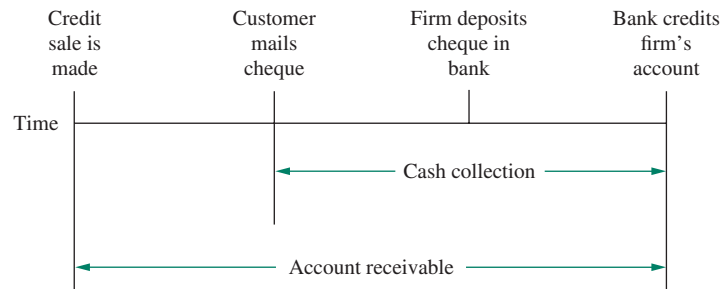 Credit
sale is
made
Customer
mails
cheque
Firm deposits
cheque in
bank
Bank credits
firm's
account
Time
Cash collection
Account receivable